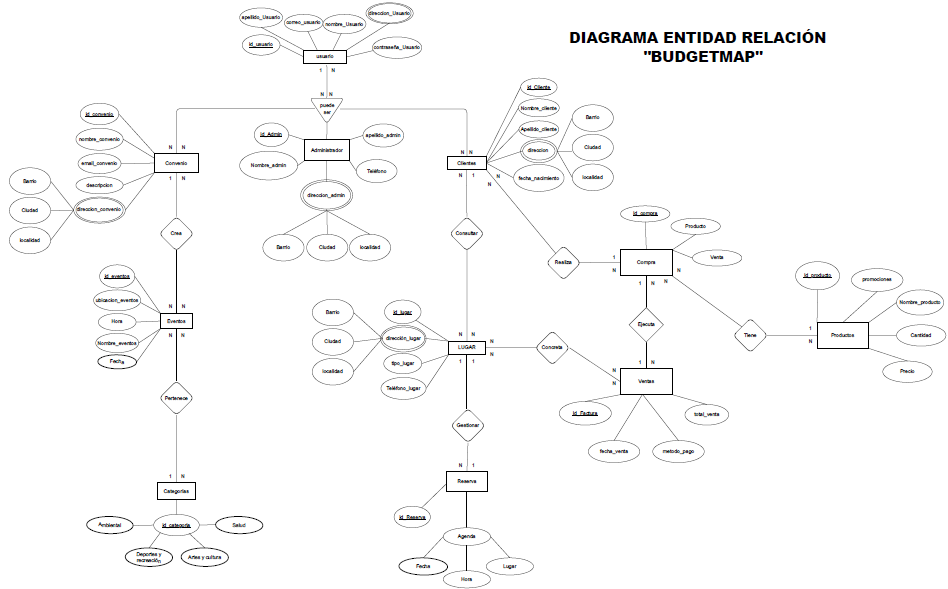 DIAGRAMA ENTIDAD RELACIÓN
"BUDGETMAP"
apellido_Usuario
correo_usuario
nombre_Usuario
direccion_Usuario
id_usuario
contraseña_Usuario
usuario
1 N
N N
puede
ser
id_convenio
nombre_convenio
email_convenio
descripcion
direccion_convenio
Barrio
Ciudad
localidad
N N
Convenio
1 N
Crea
id_Admin
apellido_admin
Administrador
Nombre_admin
Teléfono
direccion_admin
Barrio
Ciudad
localidad
id_Cliente
Nombre_cliente
Apellido_cliente
direccion
fecha_nacimiento
Barrio
Ciudad
localidad
N N
Clientes
N 1
N
N
Consultar
Realiza
id_compra
Producto
Venta
1
N
Compra
N
N
1 N
Ejecuta
1 N
Tiene
id_producto
promociones
Nombre_producto
Cantidad
Precio
1
N
Productos
id_eventos
ubicacion_eventos
Hora
Nombre_eventos
Fecha
N N
Eventos
N N
Pertenece
1 N
Categorias
Ambiental
id_categoria
Salud
Deportes y
recreación
Artes y cultura
Barrio
Ciudad
localidad
id_lugar
dirección_lugar
tipo_lugar
Teléfono_lugar
N N
LUGAR
N
N
1 1
Concreta
N
N
Ventas
id_Factura
total_venta
fecha_venta
metodo_pago
Gestionar
N 1
Reserva
id_Reserva
Agenda
Fecha
Hora
Lugar